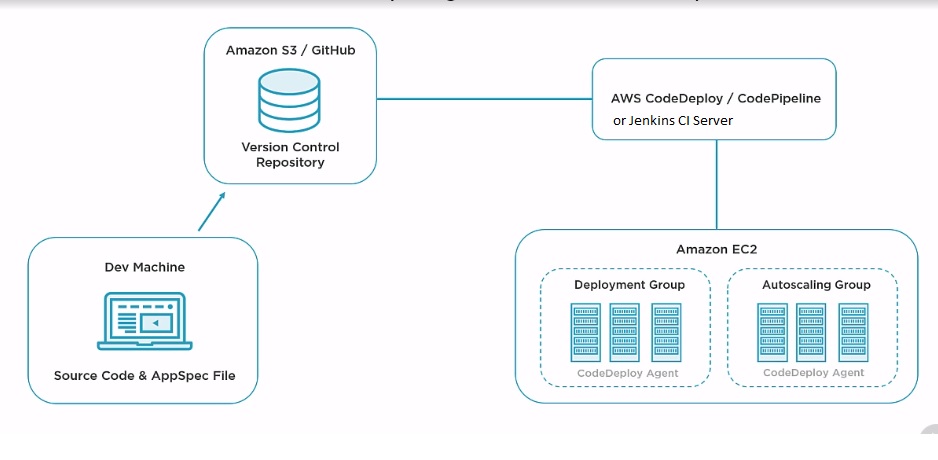 Amazon S3 / GitHub
Version Control
Repository
AWS CodeDeploy / CodePipeline
or Jenkins CI Server
Dev Machine
Source Code & AppSpec File
Amazon EC2
Deployment Group
Autoscaling Group
CodeDeploy Agent
CodeDeploy Agent